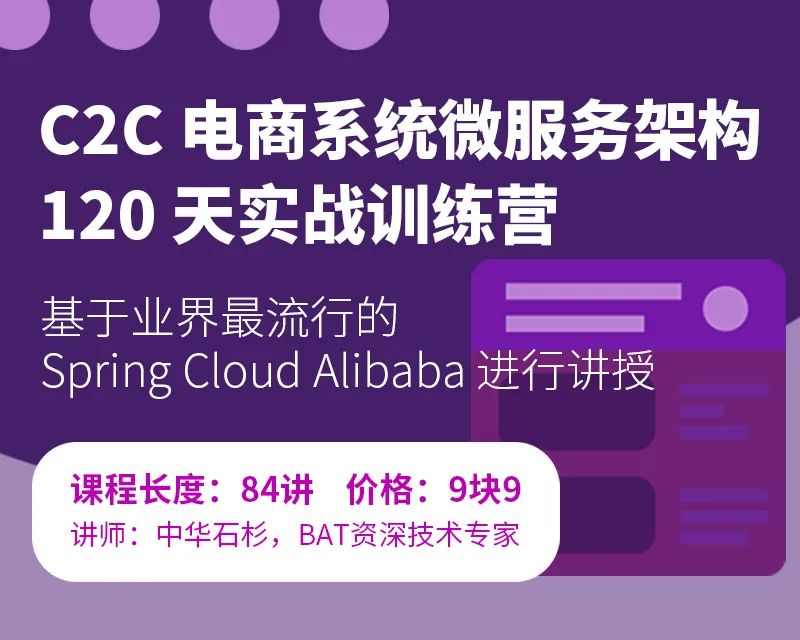 C2C 电商系统微服务架构
120 天实战训练营
基于业界最流行的
Spring Cloud Alibaba 进行讲授
课程长度：84讲 价格：9块9
讲师：中华石杉，BAT资深技术专家